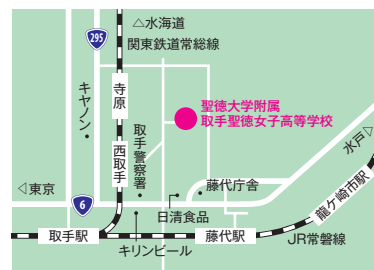 △水海道
関東鉄道常総線
295
キヤノン
寺原
聖徳大学附属
取手聖徳女子高等学校
取手警察署
西取手
水戸▷
藤代庁舎
◁東京
龍ケ崎市駅
6
日清食品
取手駅
キリンビール
藤代駅
JR常磐線